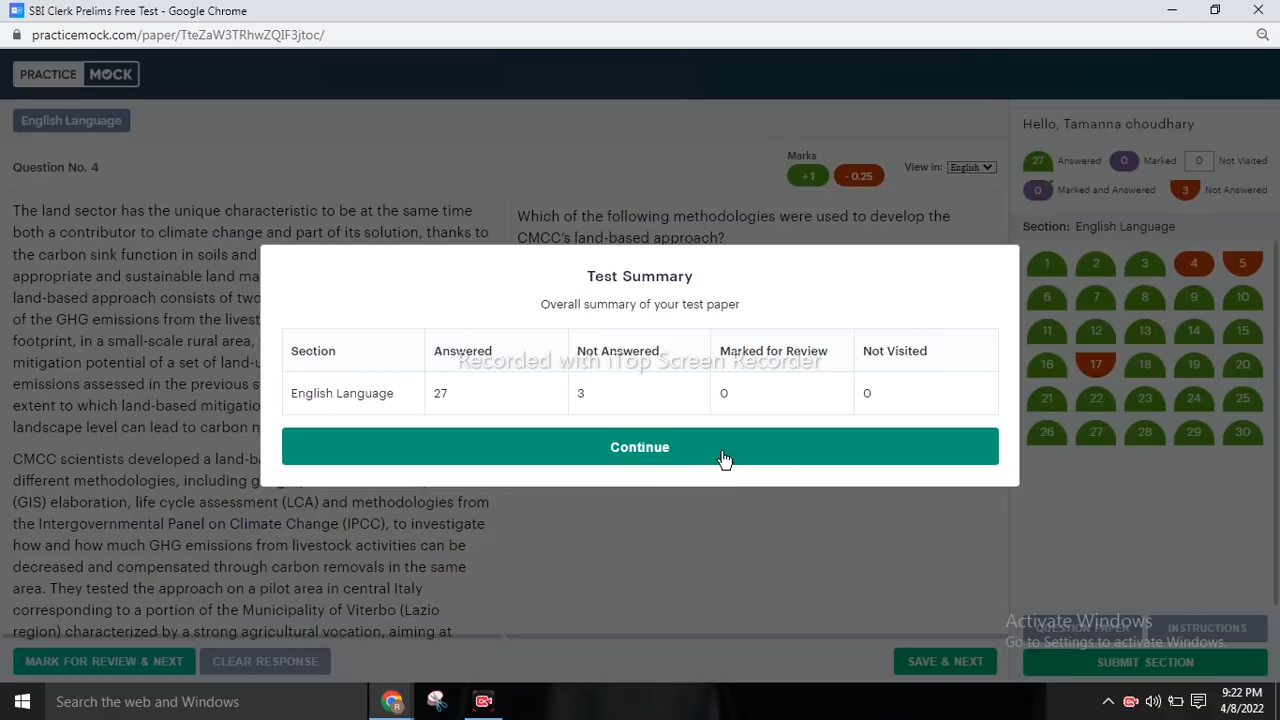 SBI Clerk Prelims Free Test - Google Chrome
practicemock.com/paper/TteZaW3TRhwZQIF3jtoc/
PRACTICE MOCK
English Language
Question No. 4
Marks
+ 1
- 0.25
View in: English
The land sector has the unique characteristic to be at the same time
both a contributor to climate change and part of its solution, thanks to
the carbon sink function in soils and
appropriate and sustainable land ma
land-based approach consists of two
of the GHG emissions from the livest
footprint, in a small-scale rural area,
mitigation potential of a set of land-u
emissions assessed in the previous s
extent to which land-based mitigation
landscape level can lead to carbon n
CMCC scientists developed a land-ba
different methodologies, including g
(GIS) elaboration, life cycle assessment (LCA) and methodologies from
the Intergovernmental Panel on Climate Change (IPCC), to investigate
how and how much GHG emissions from livestock activities can be
decreased and compensated through carbon removals in the same
area. They tested the approach on a pilot area in central Italy
corresponding to a portion of the Municipality of Viterbo (Lazio
region) characterized by a strong agricultural vocation, aiming at
Which of the following methodologies were used to develop the
CMCC's land-based approach?
Test Summary
Overall summary of your test paper
Section Answered Not Answered Marked for Review Not Visited
English Language 27 3 0 0
Continue
Recorded with iTop Screen Recorder
Hello, Tamanna choudhary
27 Answered 0 Marked 0 Not Visited
0 Marked and Answered 3 Not Answered
Section: English Language
1 2 3 4 5
6 7 8 9 10
11 12 13 14 15
16 17 18 19 20
21 22 23 24 25
26 27 28 29 30
Activate Windows
Go to Settings to activate Windows.
QUESTION PAPER INSTRUCTIONS
MARK FOR REVIEW & NEXT CLEAR RESPONSE SAVE & NEXT SUBMIT SECTION
Search the web and Windows
9:22 PM
4/8/2022